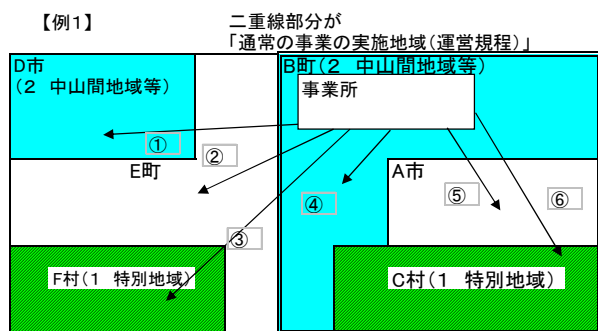 【例1】
二重線部分が
「通常の事業の実施地域(運営規程)」
D市
(2 中山間地域等)
B町(2 中山間地域等)
事業所
①
②
E町
③
④
A市
⑤
⑥
F村(1 特別地域)
C村(1 特別地域)